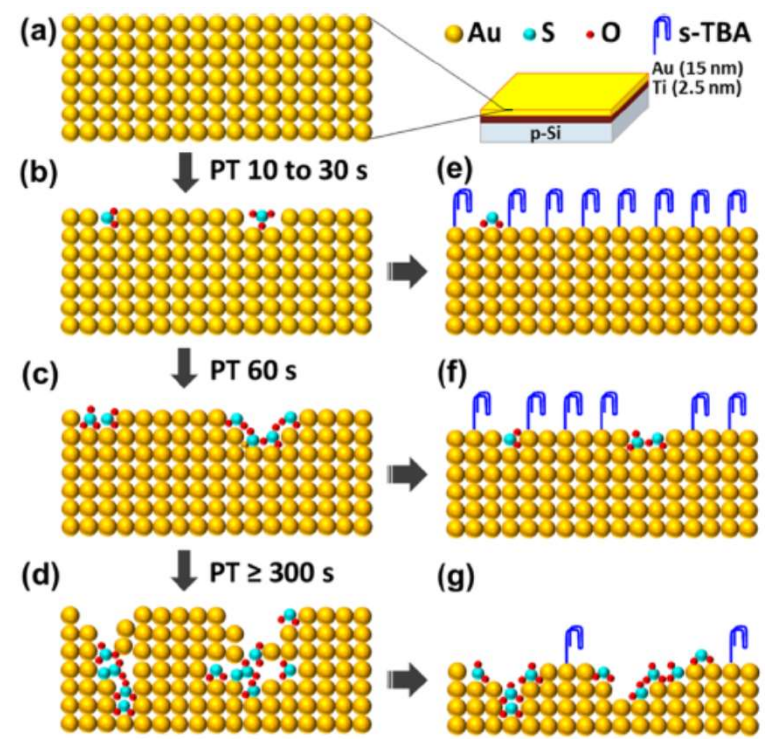 (a)
Au S O s-TBA
Au (15 nm)
Ti (2.5 nm)
p-Si
(b) PT 10 to 30 s (e)
(c) PT 60 s (f)
(d) PT ≥ 300 s (g)